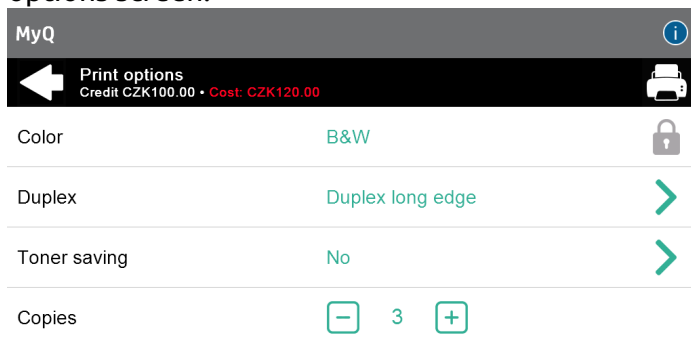 options screen.
MyQ
Print options
Credit CZK100.00 • Cost: CZK120.00
Color B&W
Duplex Duplex long edge
Toner saving No
Copies − 3 +